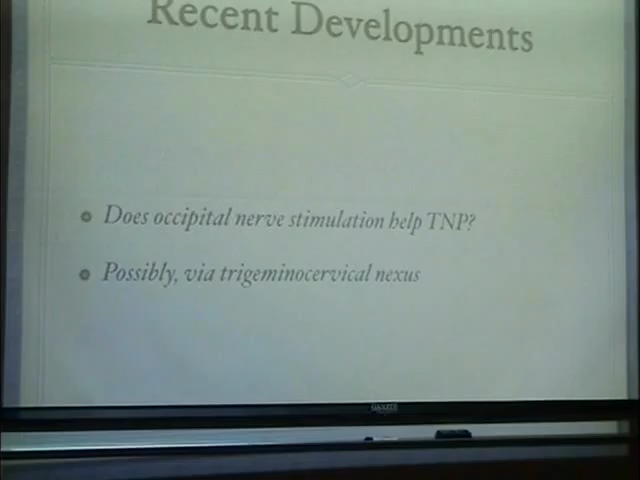 Recent Developments
Does occipital nerve stimulation help TNP?
Possibly, via trigeminocervical nexus